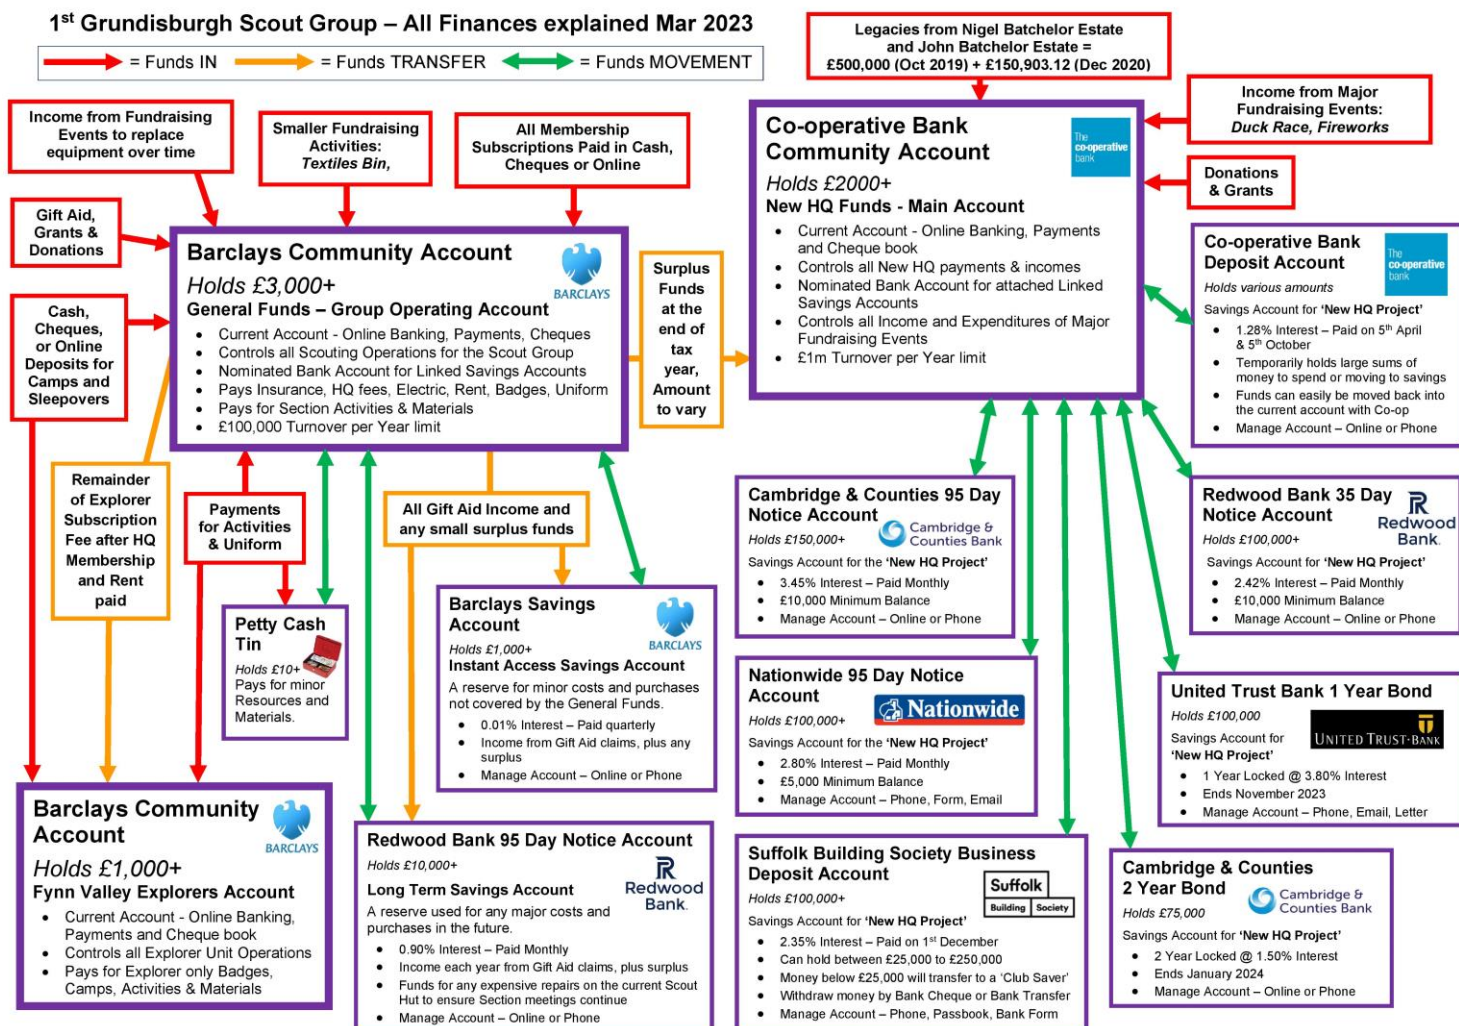 1st Grundisburgh Scout Group – All Finances explained Mar 2023
= Funds IN
= Funds TRANSFER
= Funds MOVEMENT
Legacies from Nigel Batchelor Estate
and John Batchelor Estate =
£500,000 (Oct 2019) + £150,903.12 (Dec 2020)
Income from Major
Fundraising Events:
Duck Race, Fireworks
Donations
& Grants
Income from Fundraising
Events to replace
equipment over time
Smaller Fundraising
Activities:
Textiles Bin,
All Membership
Subscriptions Paid in Cash,
Cheques or Online
Gift Aid,
Grants &
Donations
Cash,
Cheques,
or Online
Deposits for
Camps and
Sleepovers
Barclays Community Account
BARCLAYS
Holds £3,000+
General Funds – Group Operating Account
• Current Account - Online Banking, Payments, Cheques
• Controls all Scouting Operations for the Scout Group
• Nominated Bank Account for Linked Savings Accounts
• Pays Insurance, HQ fees, Electric, Rent, Badges, Uniform
• Pays for Section Activities & Materials
• £100,000 Turnover per Year limit
Surplus
Funds
at the
end of
tax
year,
Amount
to vary
Co-operative Bank
Community Account
The
co-operative
bank
Holds £2000+
New HQ Funds - Main Account
• Current Account - Online Banking, Payments
and Cheque book
• Controls all New HQ payments & incomes
• Nominated Bank Account for attached Linked
Savings Accounts
• Controls all Income and Expenditures of Major
Fundraising Events
• £1m Turnover per Year limit
Co-operative Bank
Deposit Account
The
co-operative
bank
Holds various amounts
Savings Account for 'New HQ Project'
• 1.28% Interest – Paid on 5th April
& 5th October
• Temporarily holds large sums of
money to spend or moving to savings
• Funds can easily be moved back into
the current account with Co-op
• Manage Account – Online or Phone
Remainder
of Explorer
Subscription
Fee after HQ
Membership
and Rent
paid
Payments
for Activities
& Uniform
All Gift Aid Income and
any small surplus funds
Petty Cash
Tin
Holds £10+
Pays for minor
Resources and
Materials.
Barclays Savings
Account
BARCLAYS
Holds £1,000+
Instant Access Savings Account
A reserve for minor costs and purchases
not covered by the General Funds.
• 0.01% Interest – Paid quarterly
• Income from Gift Aid claims, plus any
surplus
• Manage Account – Online or Phone
Cambridge & Counties 95 Day
Notice Account
Cambridge &
Counties Bank
Holds £150,000+
Savings Account for the 'New HQ Project'
• 3.45% Interest – Paid Monthly
• £10,000 Minimum Balance
• Manage Account – Online or Phone
Redwood Bank 35 Day
Notice Account
Redwood
Bank.
Holds £100,000+
Savings Account for 'New HQ Project'
• 2.42% Interest – Paid Monthly
• £10,000 Minimum Balance
• Manage Account – Online or Phone
Nationwide 95 Day Notice
Account
Nationwide
Holds £100,000+
Savings Account for the 'New HQ Project'
• 2.80% Interest – Paid Monthly
• £5,000 Minimum Balance
• Manage Account – Phone, Form, Email
United Trust Bank 1 Year Bond
Holds £100,000
UNITED TRUST BANK
Savings Account for
'New HQ Project'
• 1 Year Locked @ 3.80% Interest
• Ends November 2023
• Manage Account – Phone, Email, Letter
Barclays Community
Account
BARCLAYS
Holds £1,000+
Fynn Valley Explorers Account
• Current Account - Online Banking,
Payments and Cheque book
• Controls all Explorer Unit Operations
• Pays for Explorer only Badges,
Camps, Activities & Materials
Redwood Bank 95 Day Notice Account
Holds £10,000+
Redwood
Bank.
Long Term Savings Account
A reserve used for any major costs and
purchases in the future.
• 0.90% Interest – Paid Monthly
• Income each year from Gift Aid claims, plus surplus
• Funds for any expensive repairs on the current Scout
Hut to ensure Section meetings continue
• Manage Account – Online or Phone
Suffolk Building Society Business
Deposit Account
Suffolk
Building Society
Holds £100,000+
Savings Account for 'New HQ Project'
• 2.35% Interest – Paid on 1st December
• Can hold between £25,000 to £250,000
• Money below £25,000 will transfer to a 'Club Saver'
• Withdraw money by Bank Cheque or Bank Transfer
• Manage Account – Phone, Passbook, Bank Form
Cambridge & Counties
2 Year Bond
Cambridge &
Counties Bank
Holds £75,000
Savings Account for 'New HQ Project'
• 2 Year Locked @ 1.50% Interest
• Ends January 2024
• Manage Account – Online or Phone